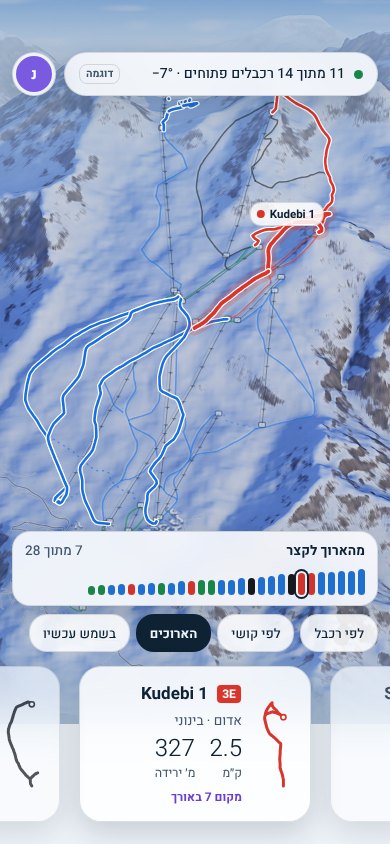 11 מתוך 14 רכבלים פתוחים · ‎−7°
דוגמה
נ
Kudebi 1
מהארוך לקצר
7 מתוך 28
לפי רכבל
לפי קושי
הארוכים
בשמש עכשיו
Kudebi 1 3E
אדום · בינוני
2.5 327
ק״מ מ׳ ירידה
מקום 7 באורך